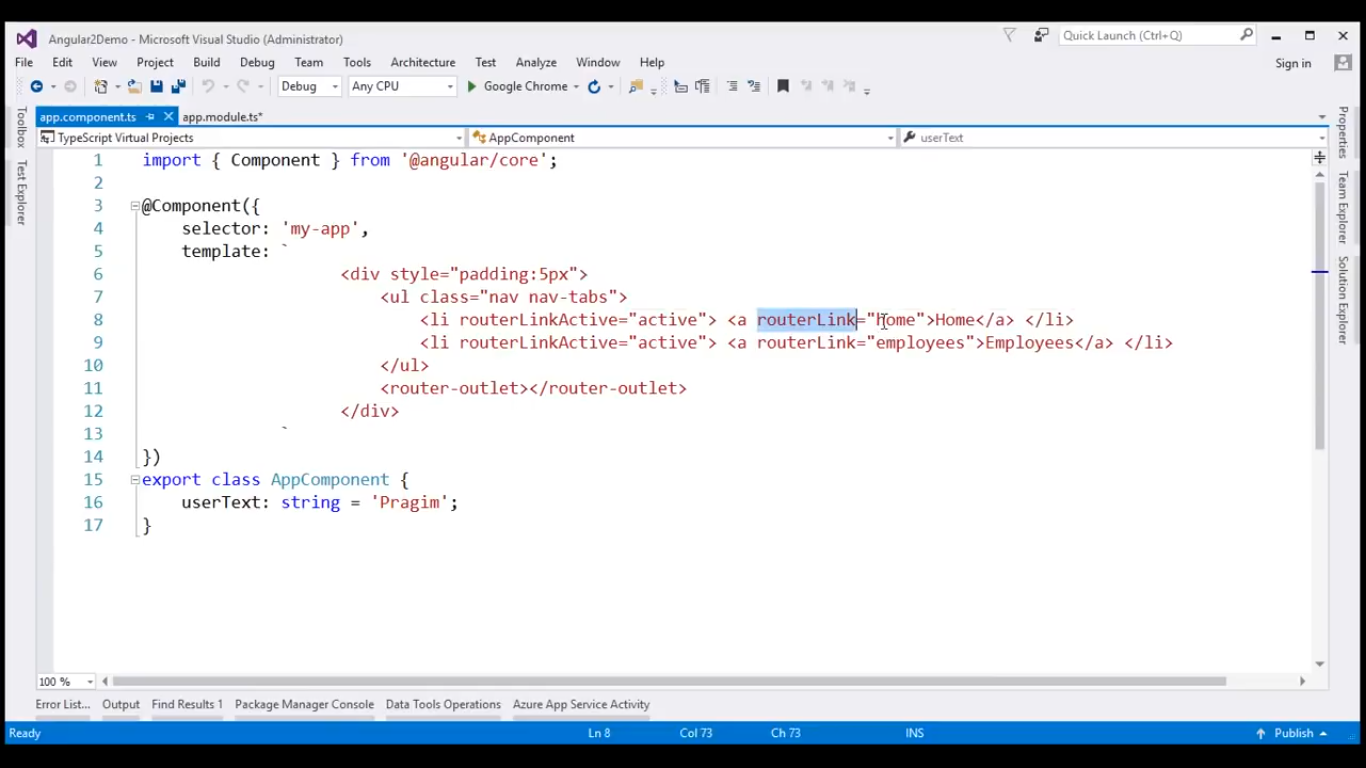 Angular2Demo - Microsoft Visual Studio (Administrator)
Quick Launch (Ctrl+Q)
File Edit View Project Build Debug Team Tools Architecture Test Analyze Window Help
Sign in
Debug Any CPU Google Chrome
app.component.ts app.module.ts*
TypeScript Virtual Projects AppComponent userText
1 import { Component } from '@angular/core';
2
3 @Component({
4 selector: 'my-app',
5 template: `
6 <div style="padding:5px">
7 <ul class="nav nav-tabs">
8 <li routerLinkActive="active"> <a routerLink="home">Home</a> </li>
9 <li routerLinkActive="active"> <a routerLink="employees">Employees</a> </li>
10 </ul>
11 <router-outlet></router-outlet>
12 </div>
13 `
14 })
15 export class AppComponent {
16 userText: string = 'Pragim';
17 }
Toolbox
Test Explorer
Properties
Team Explorer
Solution Explorer
100 %
Error List... Output Find Results 1 Package Manager Console Data Tools Operations Azure App Service Activity
Ready Ln 8 Col 73 Ch 73 INS Publish